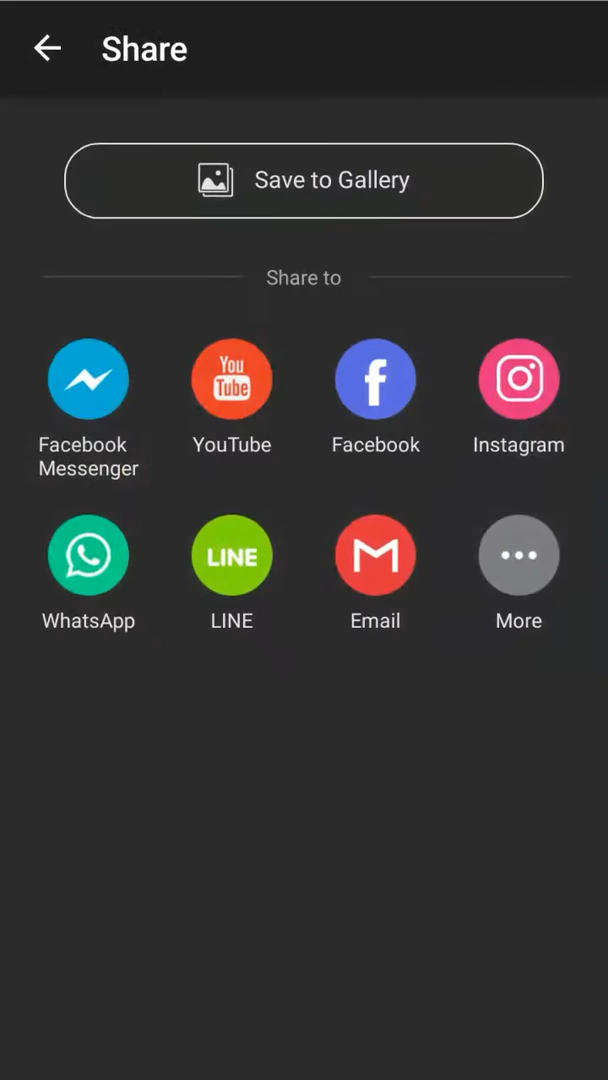 Share
Save to Gallery
Share to
You
Tube
Facebook
Messenger
YouTube
Facebook
Instagram
LINE
WhatsApp
LINE
Email
More